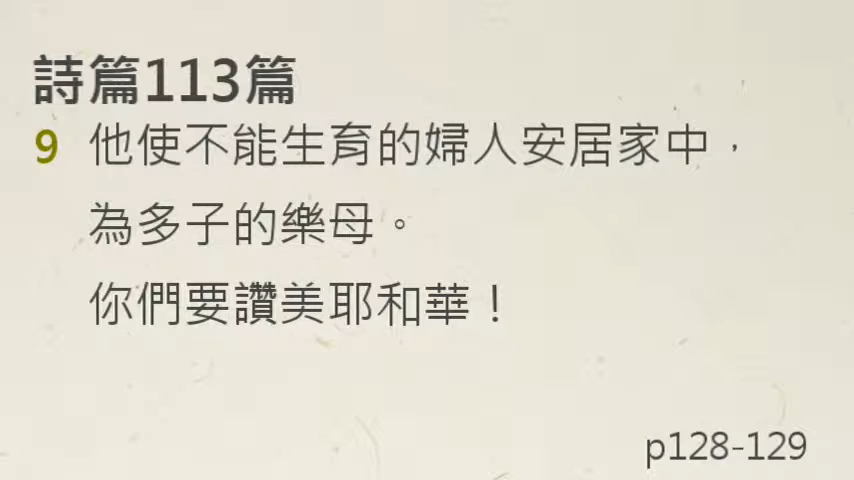 詩篇113篇
9 他使不能生育的婦人安居家中，
為多子的樂母。
你們要讚美耶和華！
p128-129